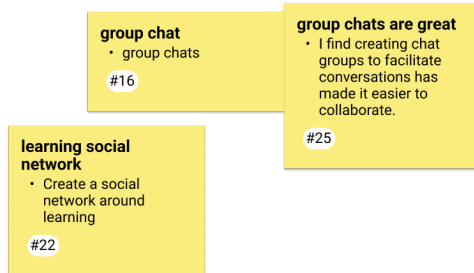 group chat
• group chats
#16
group chats are great
• I find creating chat
groups to facilitate
conversations has
made it easier to
collaborate.
#25
learning social
network
• Create a social
network around
learning
#22